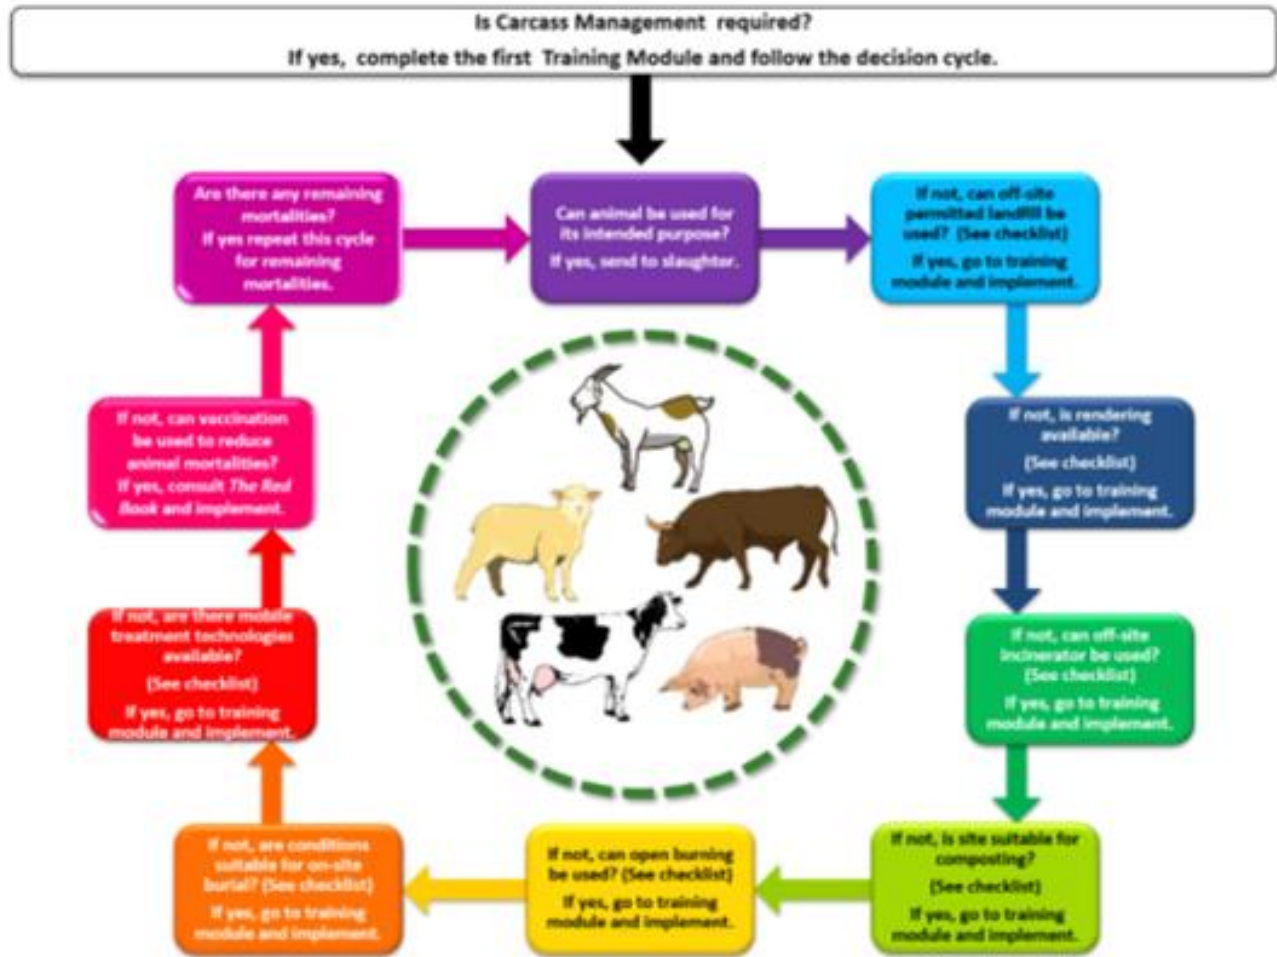 Is Carcass Management required?
If yes, complete the first Training Module and follow the decision cycle.
Are there any remaining
mortalities?
If yes repeat this cycle
for remaining
mortalities.
Can animal be used for
its intended purpose?
If yes, send to slaughter.
If not, can off-site
permitted landfill be
used? (See checklist)
If yes, go to training
module and implement.
If not, is rendering
available?
(See checklist)
If yes, go to training
module and implement.
If not, can off-site
incinerator be used?
(See checklist)
If yes, go to training
module and implement.
If not, is site suitable for
composting?
(See checklist)
If yes, go to training
module and implement.
If not, can open burning
be used? (See checklist)
If yes, go to training
module and implement.
If not, are conditions
suitable for on-site
burial? (See checklist)
If yes, go to training
module and implement.
If not, are there mobile
treatment technologies
available?
(See checklist)
If yes, go to training
module and implement.
If not, can vaccination
be used to reduce
animal mortalities?
If yes, consult The Red
Book and implement.